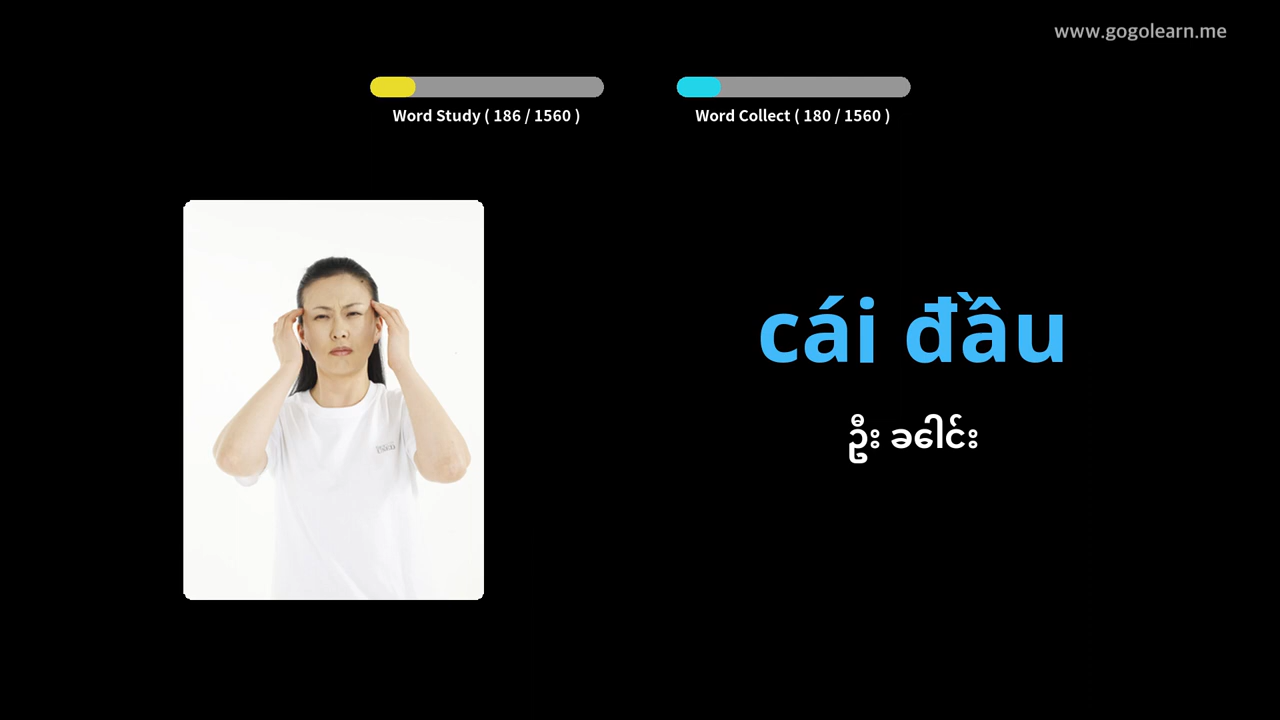 www.gogolearn.me
Word Study ( 186 / 1560 )
Word Collect ( 180 / 1560 )
cái đầu
ဦး ခေါင်း